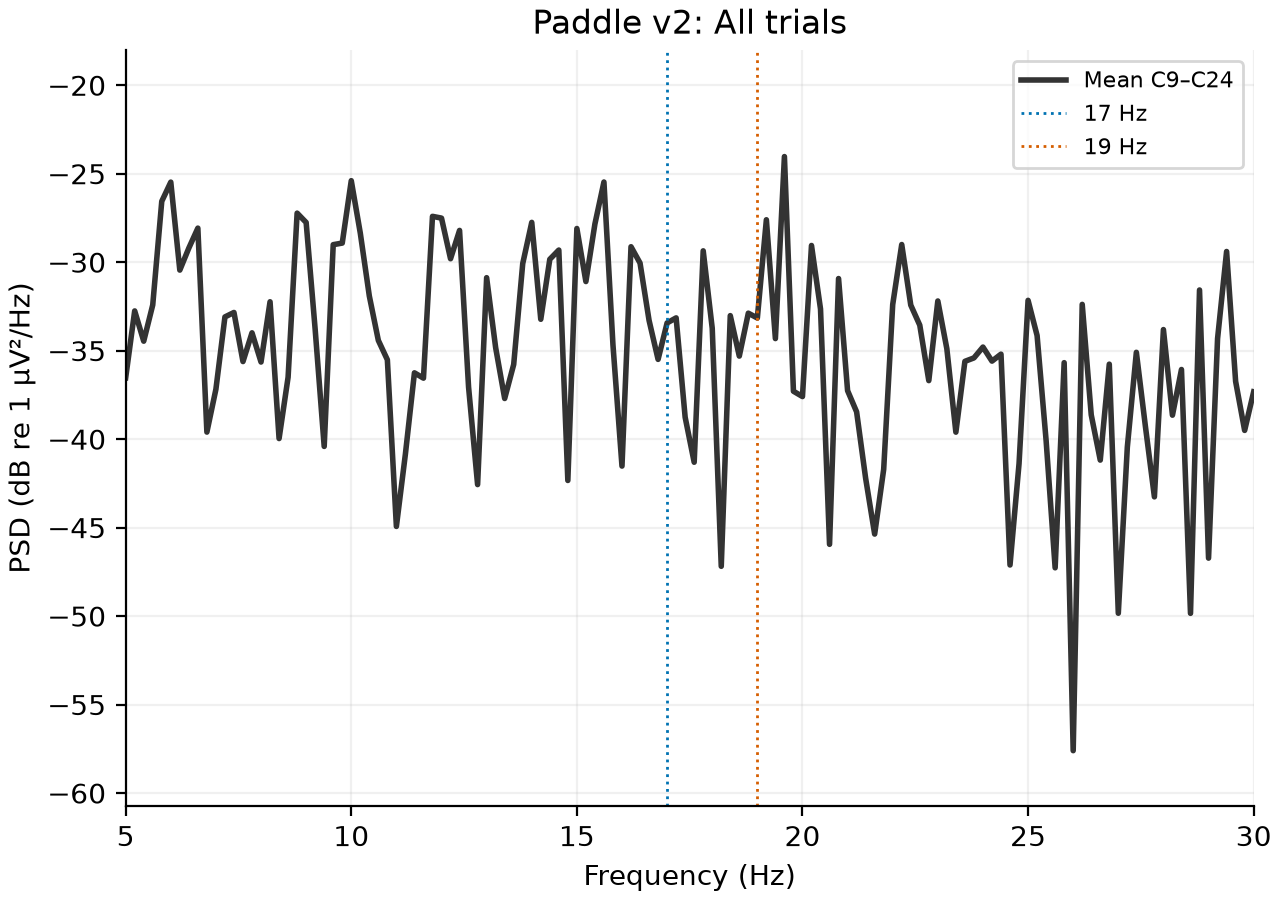 Paddle v2: All trials
Mean C9–C24
17 Hz
19 Hz
PSD (dB re 1 µV²/Hz)
−20
−25
−30
−35
−40
−45
−50
−55
−60
5
10
15
20
25
30
Frequency (Hz)